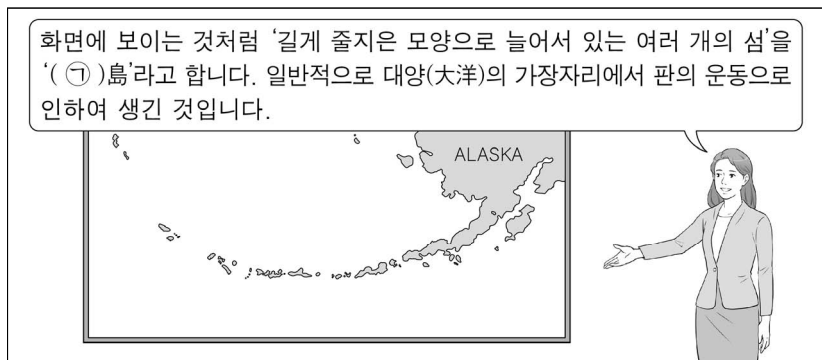 화면에 보이는 것처럼 ‘길게 줄지은 모양으로 늘어서 있는 여러 개의 섬’을
‘( ㉠ )島’라고 합니다. 일반적으로 대양(大洋)의 가장자리에서 판의 운동으로
인하여 생긴 것입니다.
ALASKA